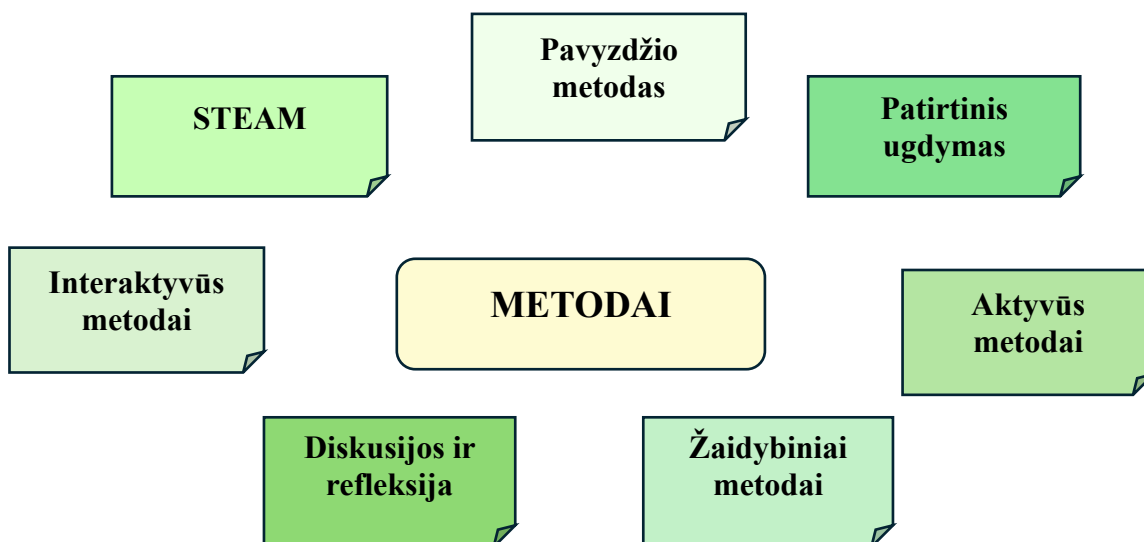 Pavyzdžio
metodas
STEAM
Patirtinis
ugdymas
Interaktyvūs
metodai
METODAI
Aktyvūs
metodai
Diskusijos ir
refleksija
Žaidybiniai
metodai